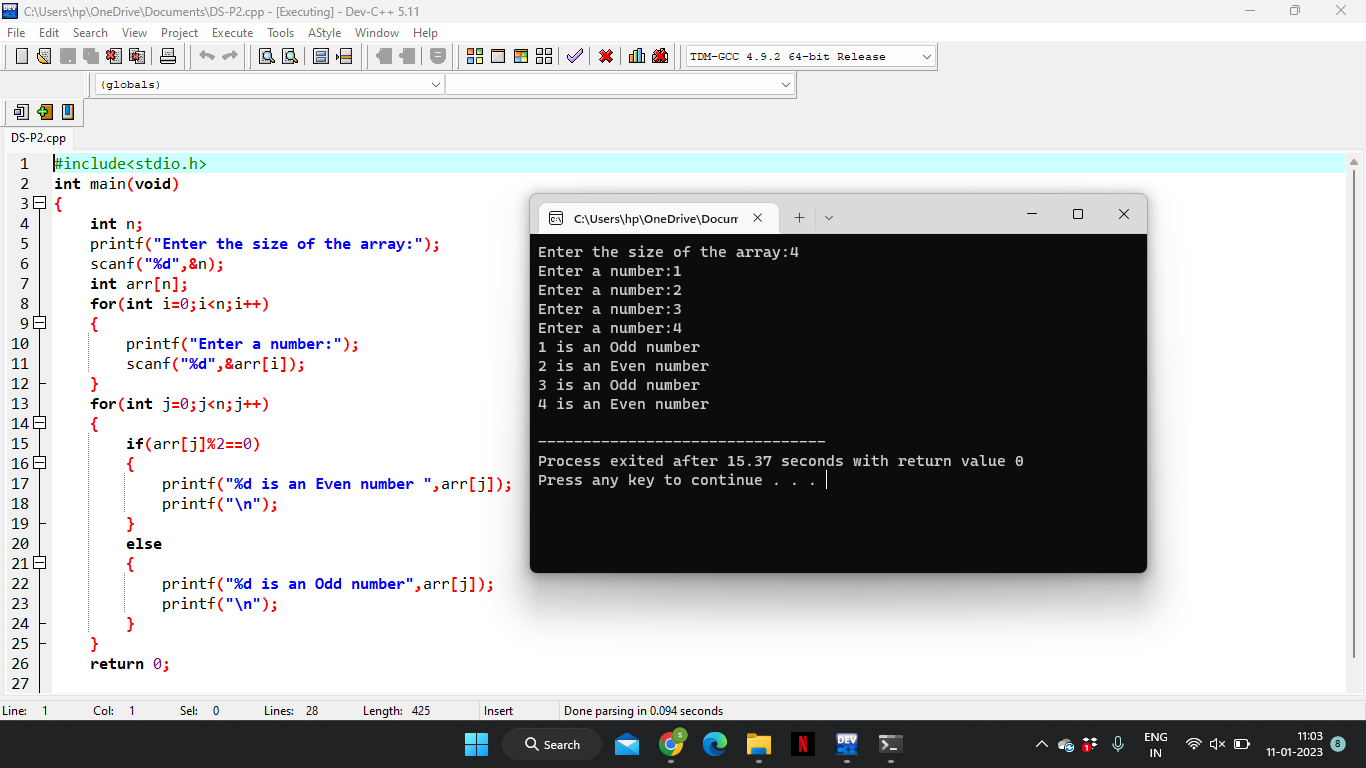 C:\Users\hp\OneDrive\Documents\DS-P2.cpp - [Executing] - Dev-C++ 5.11
File Edit Search View Project Execute Tools AStyle Window Help
TDM-GCC 4.9.2 64-bit Release
(globals)
DS-P2.cpp
1 #include<stdio.h>
2 int main(void)
3 {
4 int n;
5 printf("Enter the size of the array:");
6 scanf("%d",&n);
7 int arr[n];
8 for(int i=0;i<n;i++)
9 {
10 printf("Enter a number:");
11 scanf("%d",&arr[i]);
12 }
13 for(int j=0;j<n;j++)
14 {
15 if(arr[j]%2==0)
16 {
17 printf("%d is an Even number ",arr[j]);
18 printf("\n");
19 }
20 else
21 {
22 printf("%d is an Odd number",arr[j]);
23 printf("\n");
24 }
25 }
26 return 0;
27
C:\Users\hp\OneDrive\Docum
Enter the size of the array:4
Enter a number:1
Enter a number:2
Enter a number:3
Enter a number:4
1 is an Odd number
2 is an Even number
3 is an Odd number
4 is an Even number
--------------------------------
Process exited after 15.37 seconds with return value 0
Press any key to continue . . .
Line: 1 Col: 1 Sel: 0 Lines: 28 Length: 425 Insert Done parsing in 0.094 seconds
Search
S
N
DEV
1
ENG
IN
11:03
11-01-2023
8